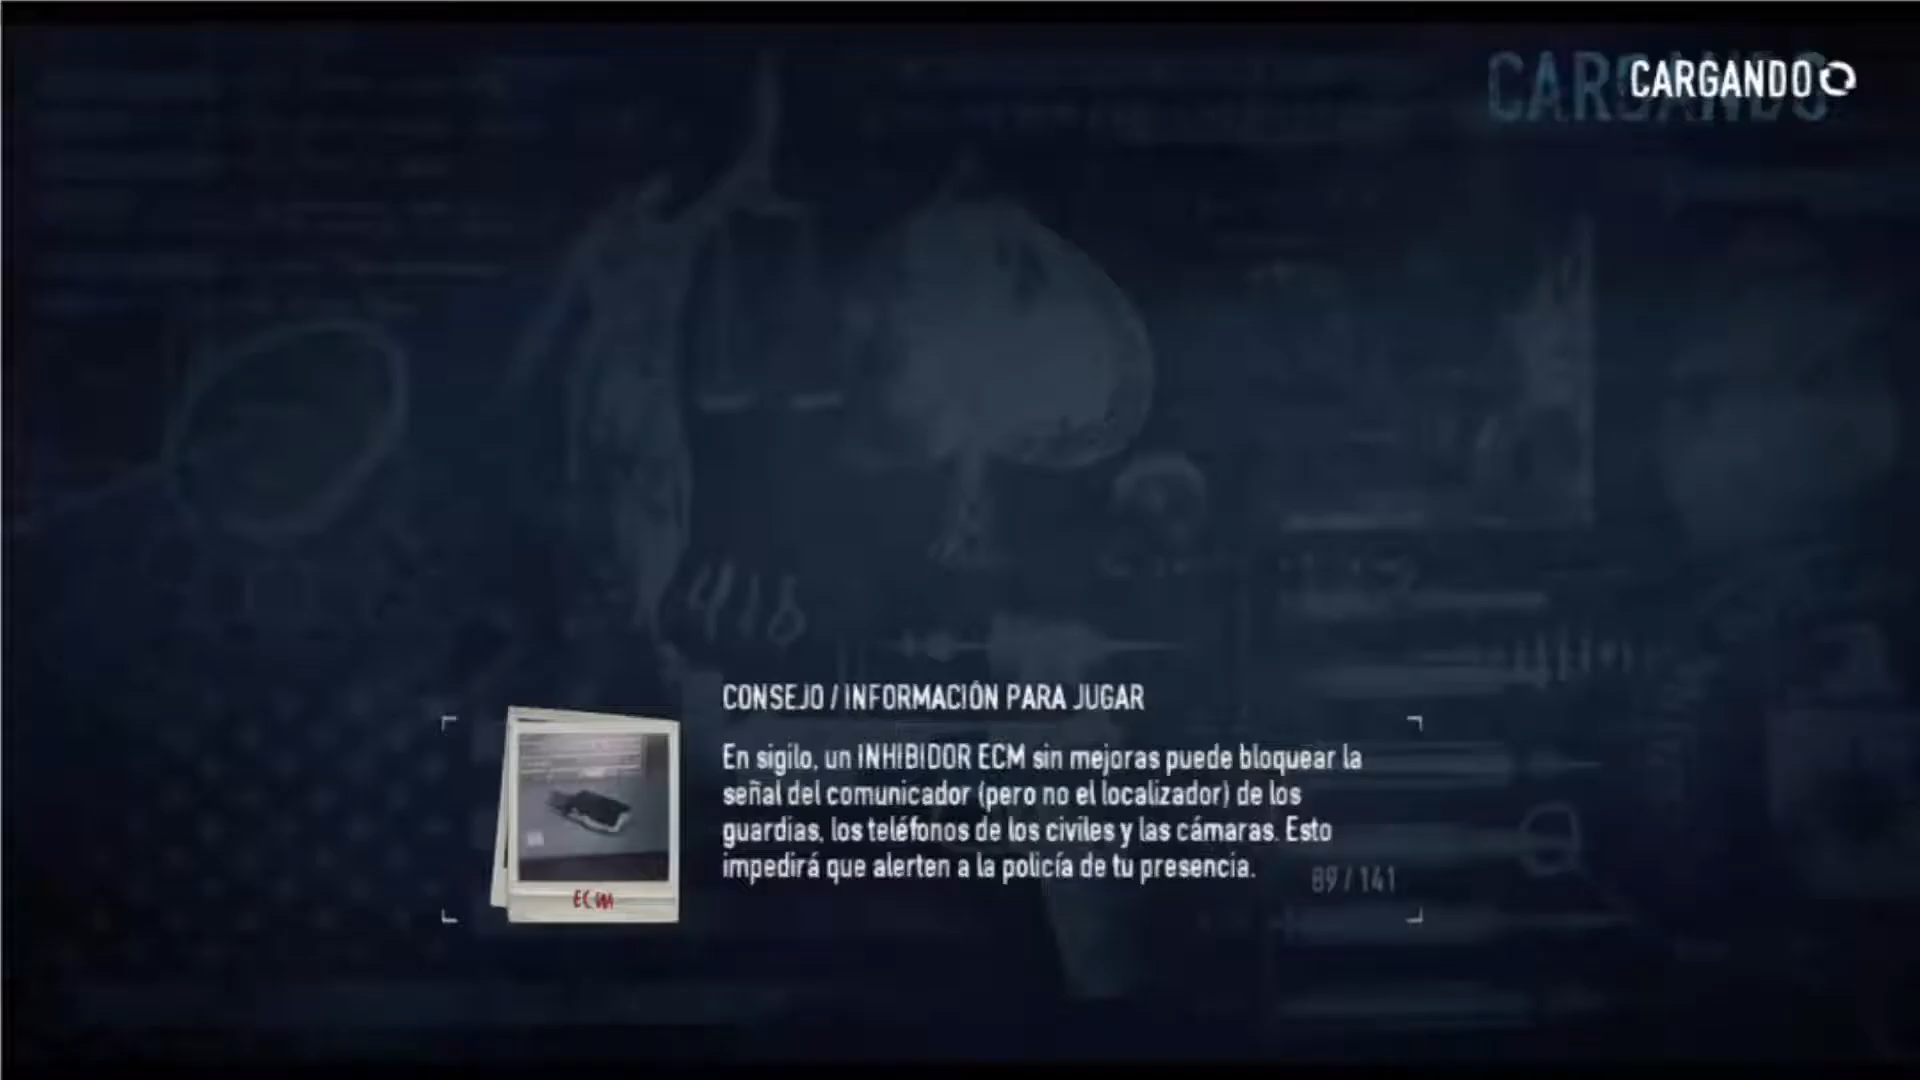 CARGANDO
CARGANDO
416
CONSEJO / INFORMACIÓN PARA JUGAR
En sigilo, un INHIBIDOR ECM sin mejoras puede bloquear la
señal del comunicador (pero no el localizador) de los
guardias, los teléfonos de los civiles y las cámaras. Esto
impedirá que alerten a la policía de tu presencia.
89 / 141
ECM